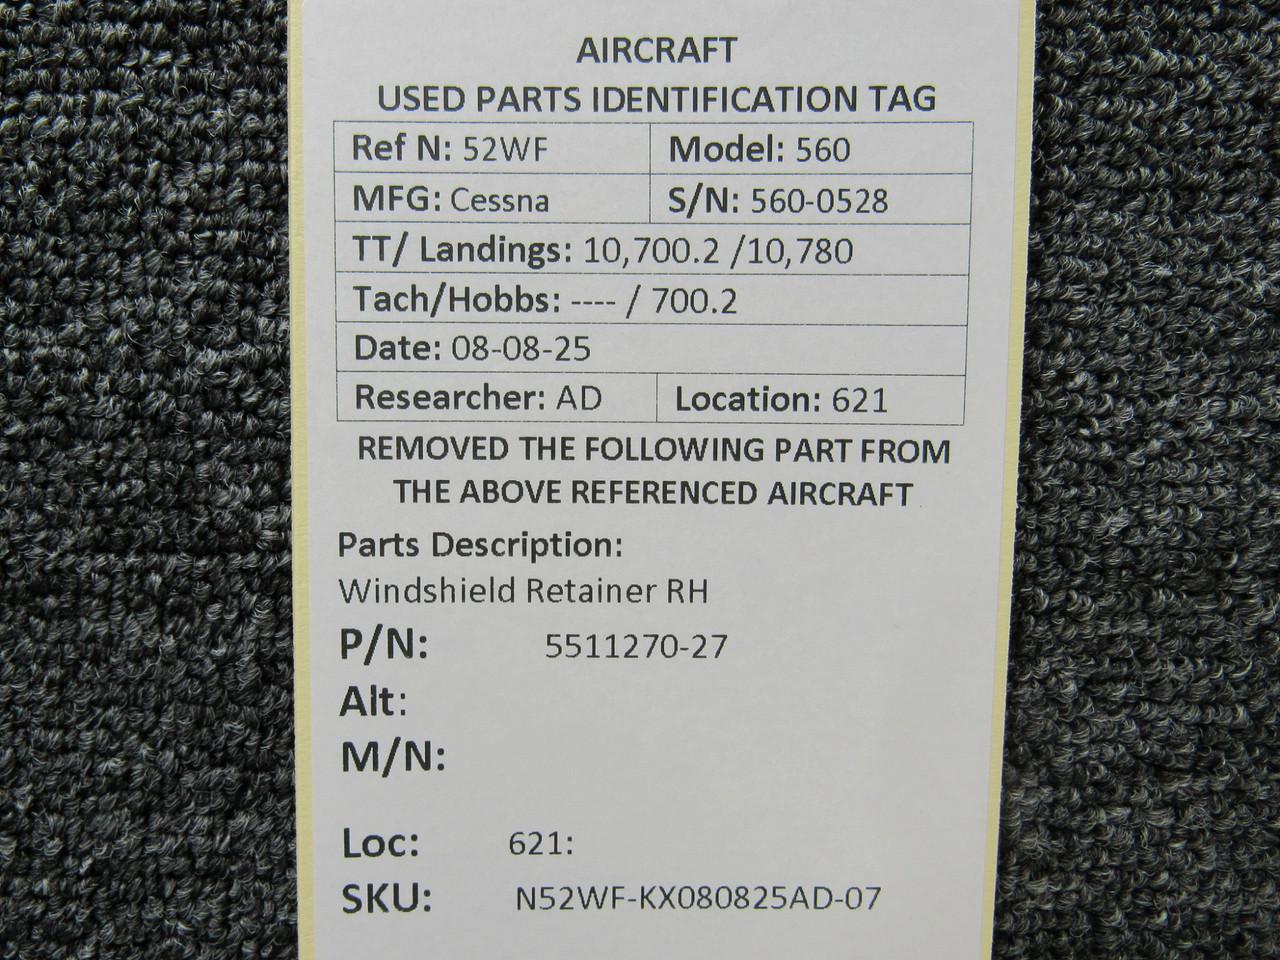 AIRCRAFT
USED PARTS IDENTIFICATION TAG
Ref N: 52WF Model: 560
MFG: Cessna S/N: 560-0528
TT/ Landings: 10,700.2 /10,780
Tach/Hobbs: ---- / 700.2
Date: 08-08-25
Researcher: AD Location: 621
REMOVED THE FOLLOWING PART FROM
THE ABOVE REFERENCED AIRCRAFT
Parts Description:
Windshield Retainer RH
P/N: 5511270-27
Alt:
M/N:
Loc: 621:
SKU: N52WF-KX080825AD-07